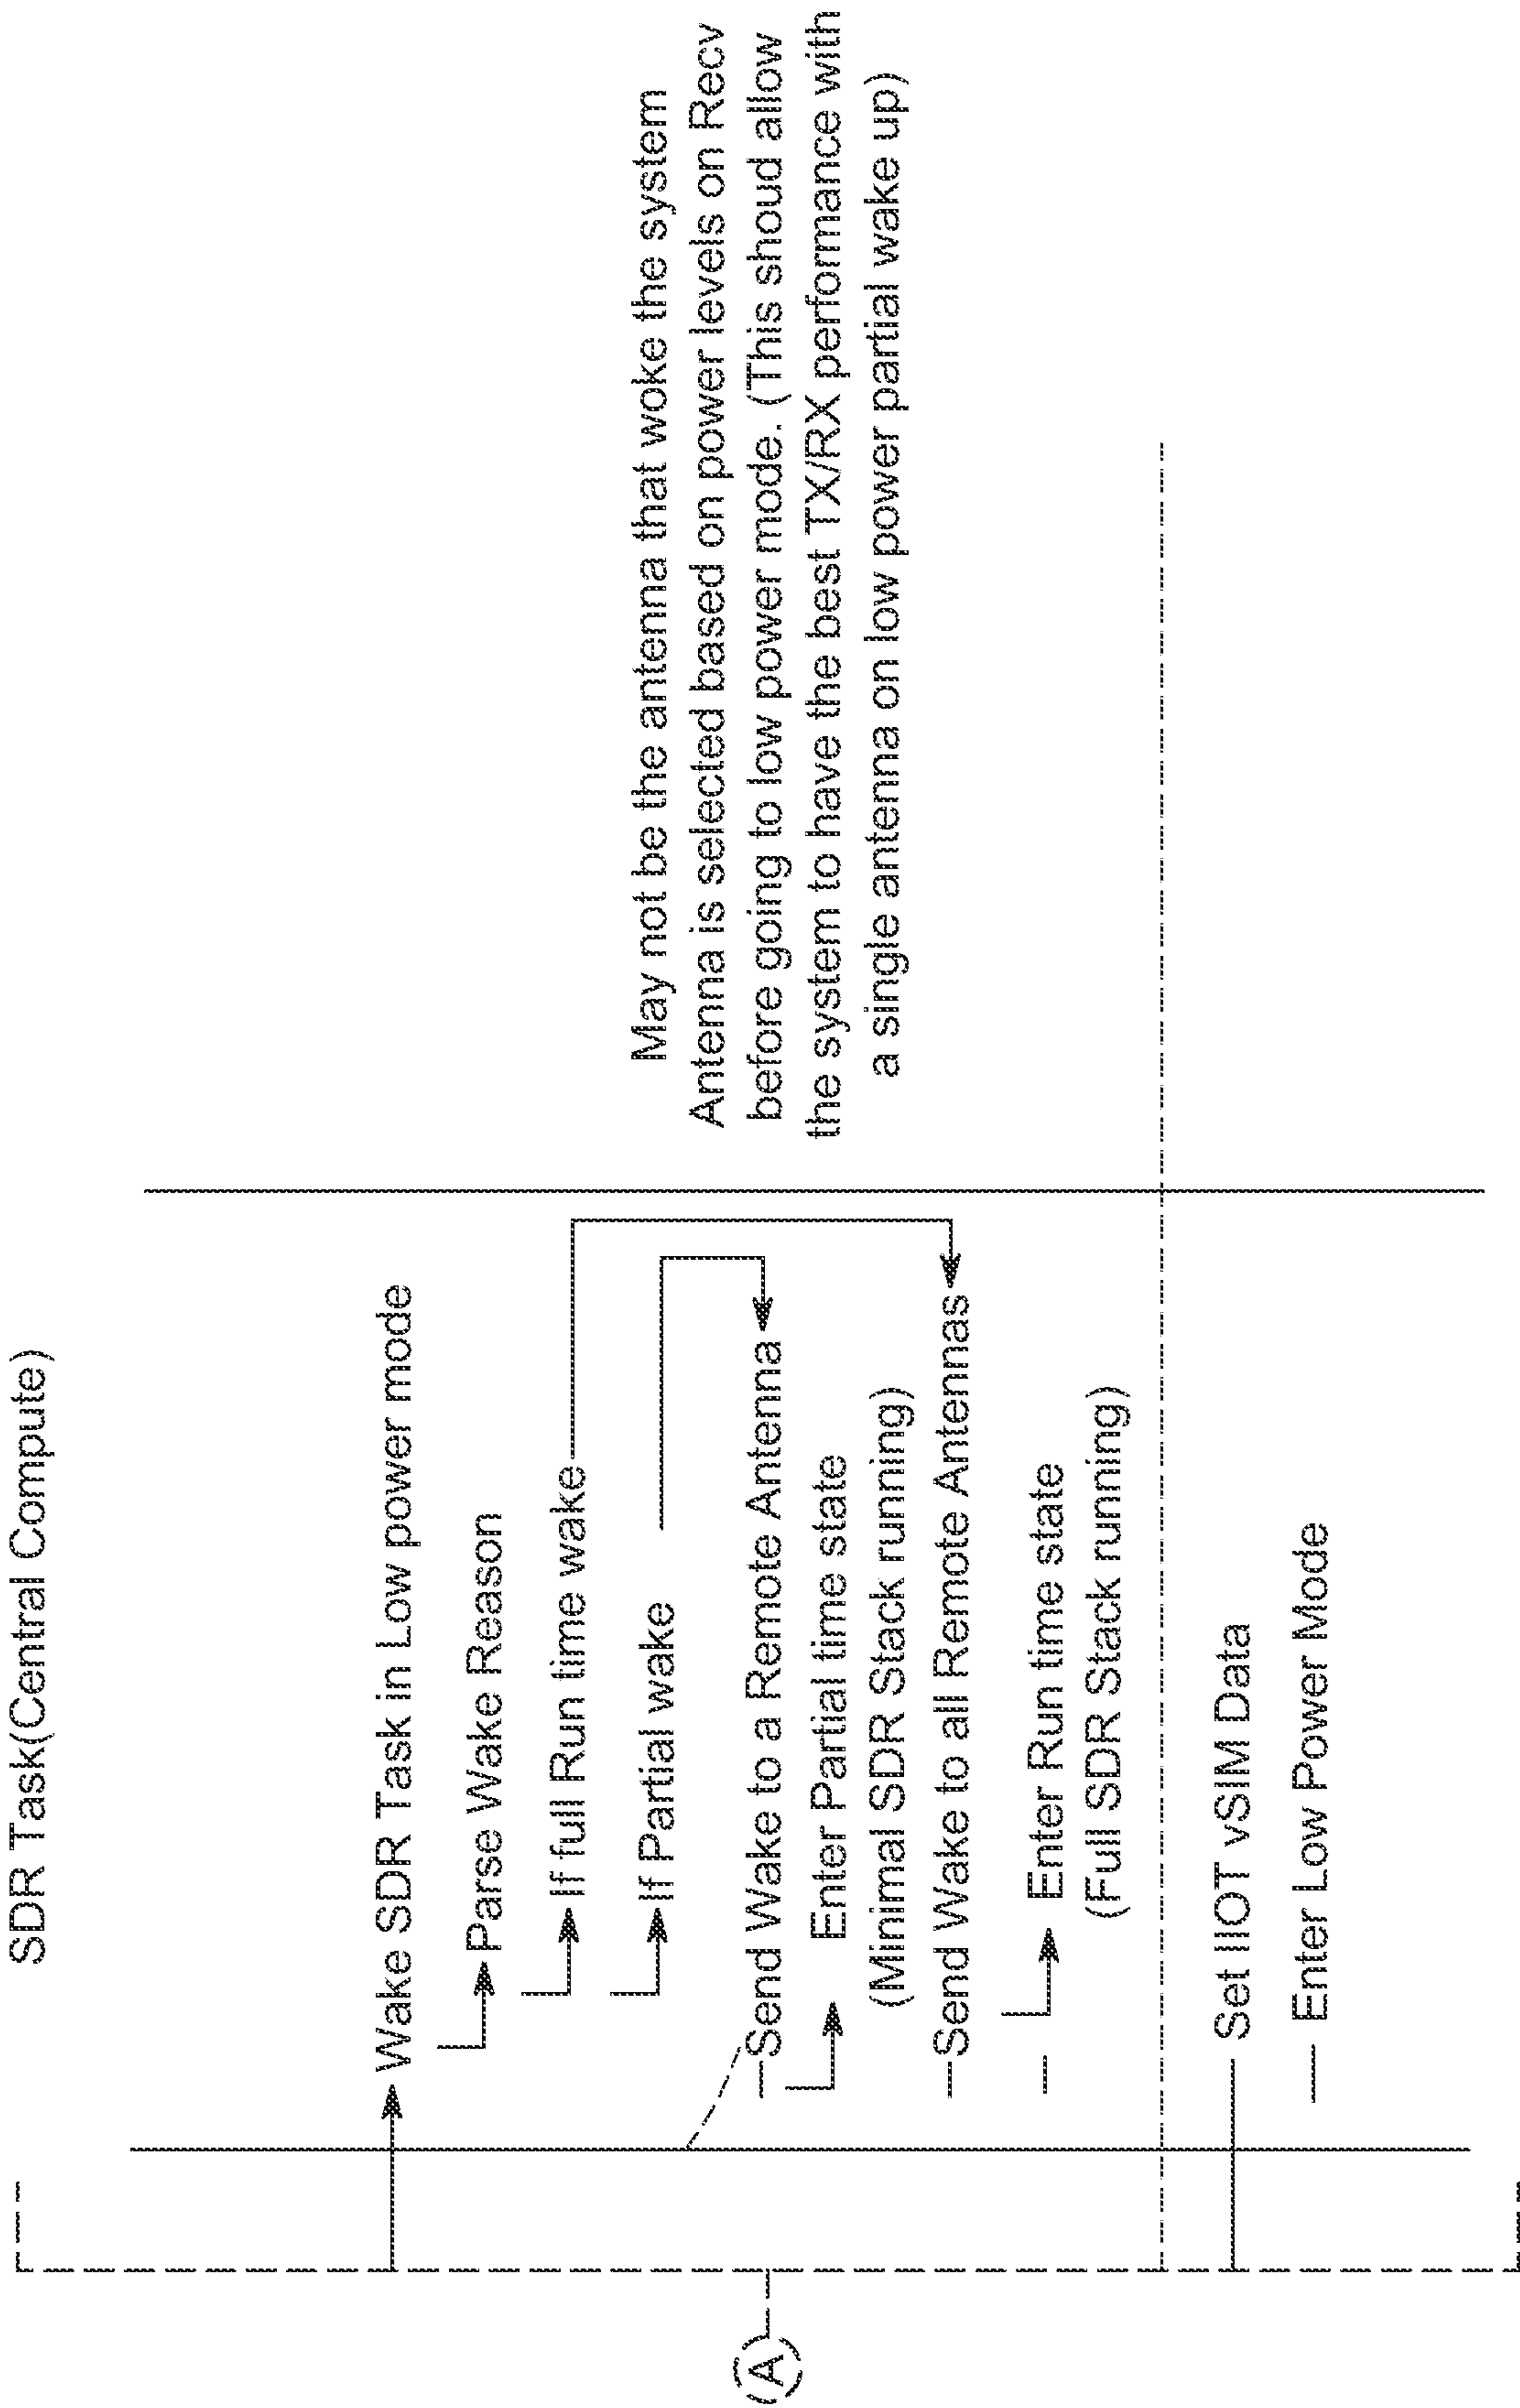 SDR Task(Central Compute)
Wake SDR Task in Low power mode
Parse Wake Reason
If full Run time wake
If Partial wake
Send Wake to a Remote Antenna
Enter Partial time state
(Minimal SDR Stack running)
Send Wake to all Remote Antennas
Enter Run time state
(Full SDR Stack running)
Set IIOT vSIM Data
Enter Low Power Mode
May not be the antenna that woke the system
Antenna is selected based on power levels on Recv
before going to low power mode. (This shoud allow
the system to have the best TX/RX performance with
a single antenna on low power partial wake up)
A